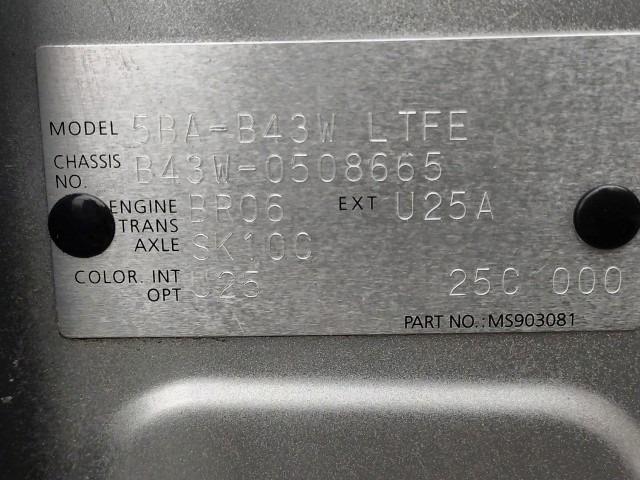 MODEL 5BA-B43W LTFE
CHASSIS NO. B43W-0508665
ENGINE BR06 EXT U25A
TRANS AXLE SK10C
COLOR. INT OPT U25 25C 000
PART NO.:MS903081